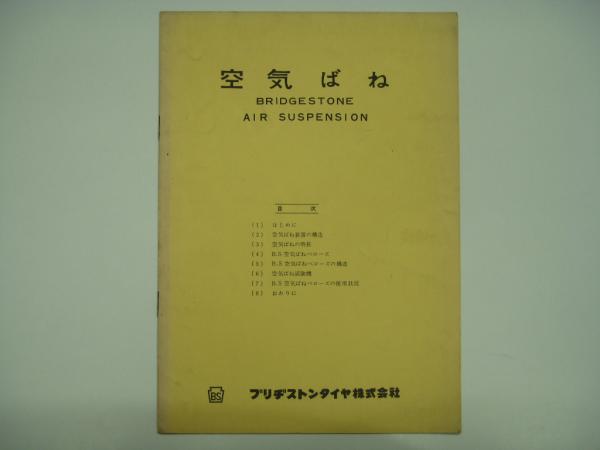 空気ばね
BRIDGESTONE
AIR SUSPENSION
目次
(1) はじめに
(2) 空気ばね装置の構造
(3) 空気ばねの特長
(4) B.S空気ばねベローズ
(5) B.S空気ばねベローズの構造
(6) 空気ばね試験機
(7) B.S空気ばねベローズの使用状況
(8) おわりに
BS ブリヂストンタイヤ株式会社